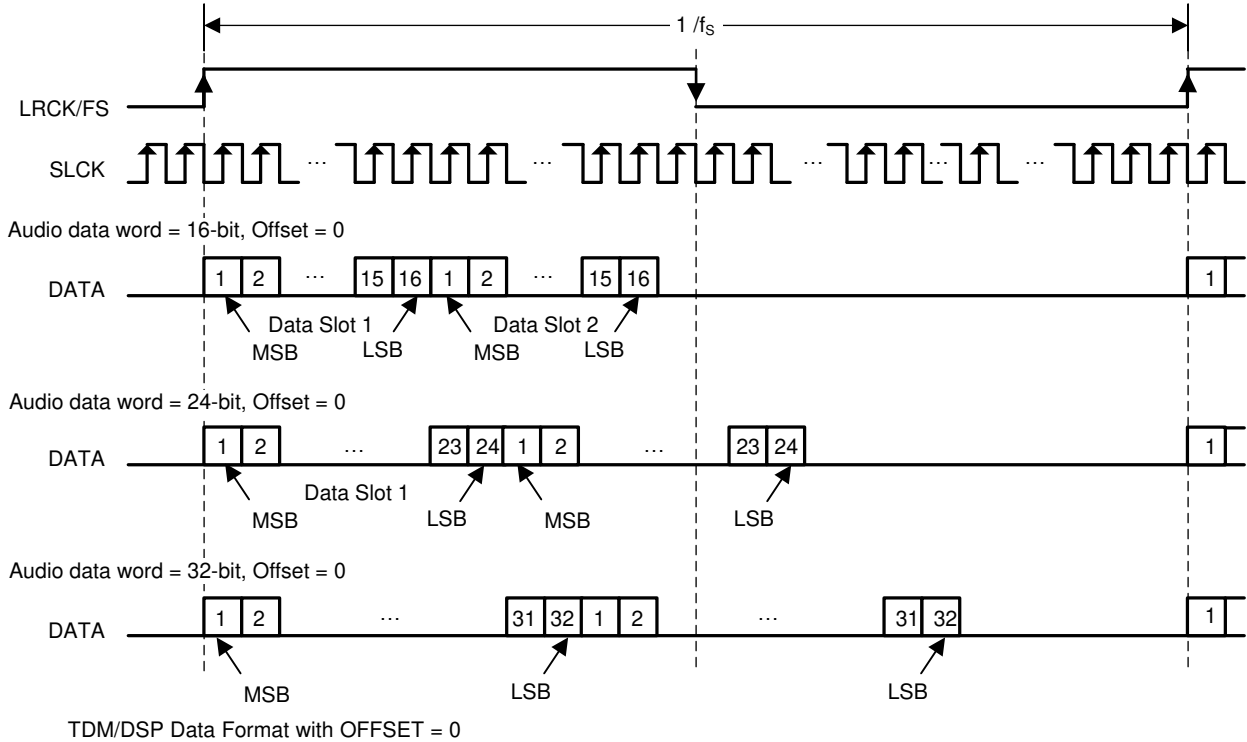 1 /fS
LRCK/FS
SLCK ... ... ... ... ...
Audio data word = 16-bit, Offset = 0
DATA 1 2 ... 15 16 1 2 ... 15 16 1
Data Slot 1 Data Slot 2
MSB LSB MSB LSB
Audio data word = 24-bit, Offset = 0
DATA 1 2 ... 23 24 1 2 ... 23 24 1
Data Slot 1
MSB LSB MSB LSB
Audio data word = 32-bit, Offset = 0
DATA 1 2 ... 31 32 1 2 ... 31 32 1
MSB LSB LSB
TDM/DSP Data Format with OFFSET = 0